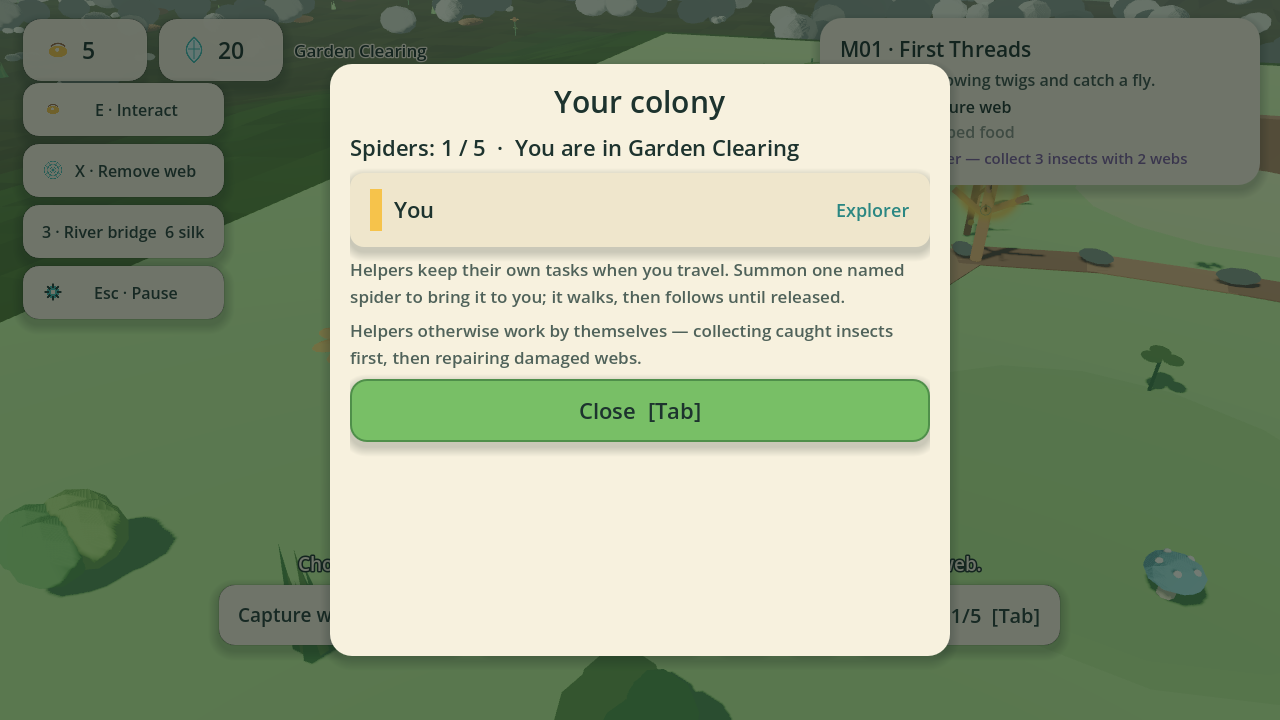 5
20
Garden Clearing
E · Interact
X · Remove web
3 · River bridge 6 silk
Esc · Pause
M01 · First Threads
twigs and catch a fly.
web
food
— collect 3 insects with 2 webs
Your colony
Spiders: 1 / 5 · You are in Garden Clearing
You
Explorer
Helpers keep their own tasks when you travel. Summon one named
spider to bring it to you; it walks, then follows until released.
Helpers otherwise work by themselves — collecting caught insects
first, then repairing damaged webs.
Close [Tab]
Capture
1/5 [Tab]